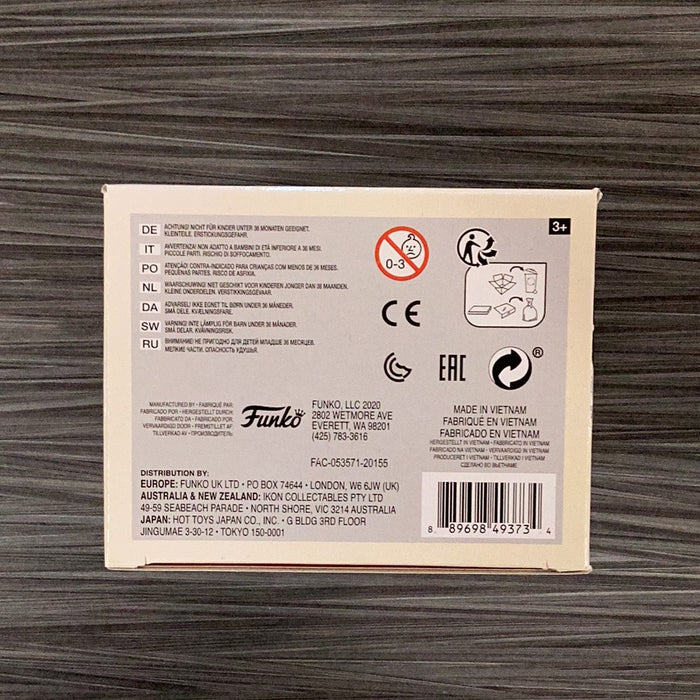 DE ACHTUNG! NICHT FÜR KINDER UNTER 36 MONATEN GEEIGNET.
KLEINTEILE. ERSTICKUNGSGEFAHR.
IT AVVERTENZA! NON ADATTO A BAMBINI DI ETÀ INFERIORE A 36 MESI.
PICCOLE PARTI. RISCHIO DI SOFFOCAMENTO.
PO ATENÇÃO! CONTRA-INDICADO PARA CRIANÇAS COM MENOS DE 36 MESES.
PEQUENAS PARTES. RISCO DE ASFIXIA.
NL WAARSCHUWING! NIET GESCHIKT VOOR KINDEREN JONGER DAN 36 MAANDEN.
KLEINE ONDERDELEN. VERSTIKKINGSGEVAAR.
DA ADVARSEL! IKKE EGNET TIL BØRN UNDER 36 MÅNEDER.
SMÅ DELE. KVÆLNINGSFARE.
SW VARNING! INTE LÄMPLIG FÖR BARN UNDER 36 MÅNADER.
SMÅ DELAR. KVÄVNINGSRISK.
RU ВНИМАНИЕ! НЕ ПРИГОДНО ДЛЯ ДЕТЕЙ МЛАДШЕ 36 МЕСЯЦЕВ.
МЕЛКИЕ ЧАСТИ. ОПАСНОСТЬ УДУШЬЯ.
0-3
3+
CE
EAC
®
MANUFACTURED BY • FABRIQUÉ PAR
FABRICADO POR • HERGESTELLT DURCH:
FABRICATO DA • FABRICADO POR:
VERVAARDIGD DOOR • FREMSTILLET AF
TILLVERKAD AV • ПРОИЗВОДИТЕЛЬ:
Funko
FUNKO, LLC 2020
2802 WETMORE AVE
EVERETT, WA 98201
(425) 783-3616
FAC-053571-20155
MADE IN VIETNAM
FABRIQUÉ EN VIETNAM
FABRICADO EN VIETNAM
HERGESTELLT IN VIETNAM • FABBRICATO IN VIETNAM
FABRICADO NA VIETNAM • VERVAARDIGD IN VIETNAM
PRODUCERET I VIETNAM • TILLVERKAD I VIETNAM
СДЕЛАНО ВО ВЬЕТНАМЕ
DISTRIBUTION BY:
EUROPE: FUNKO UK LTD • PO BOX 74644 • LONDON, W6 6JW (UK)
AUSTRALIA & NEW ZEALAND: IKON COLLECTABLES PTY LTD
49-59 SEABEACH PARADE • NORTH SHORE, VIC 3214 AUSTRALIA
JAPAN: HOT TOYS JAPAN CO., INC. • G BLDG 3RD FLOOR
JINGUMAE 3-30-12 • TOKYO 150-0001
8 89698 49373 4